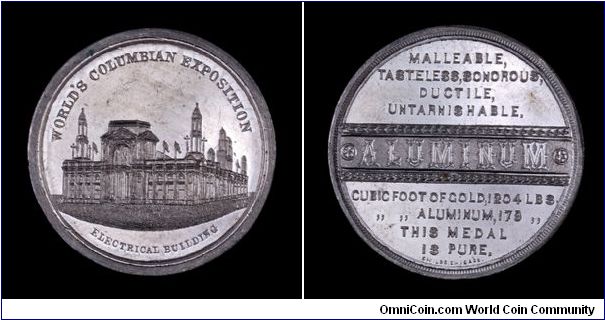 WORLD'S COLUMBIAN EXPOSITION
ELECTRICAL BUILDING
MALLEABLE,
TASTELESS, SONOROUS,
DUCTILE,
UNTARNISHABLE.
ALUMINUM
CUBIC FOOT OF GOLD, 1204 LBS.
„ „ ALUMINUM, 179 „
THIS MEDAL
IS PURE.
OmniCoin.com World Coin Community